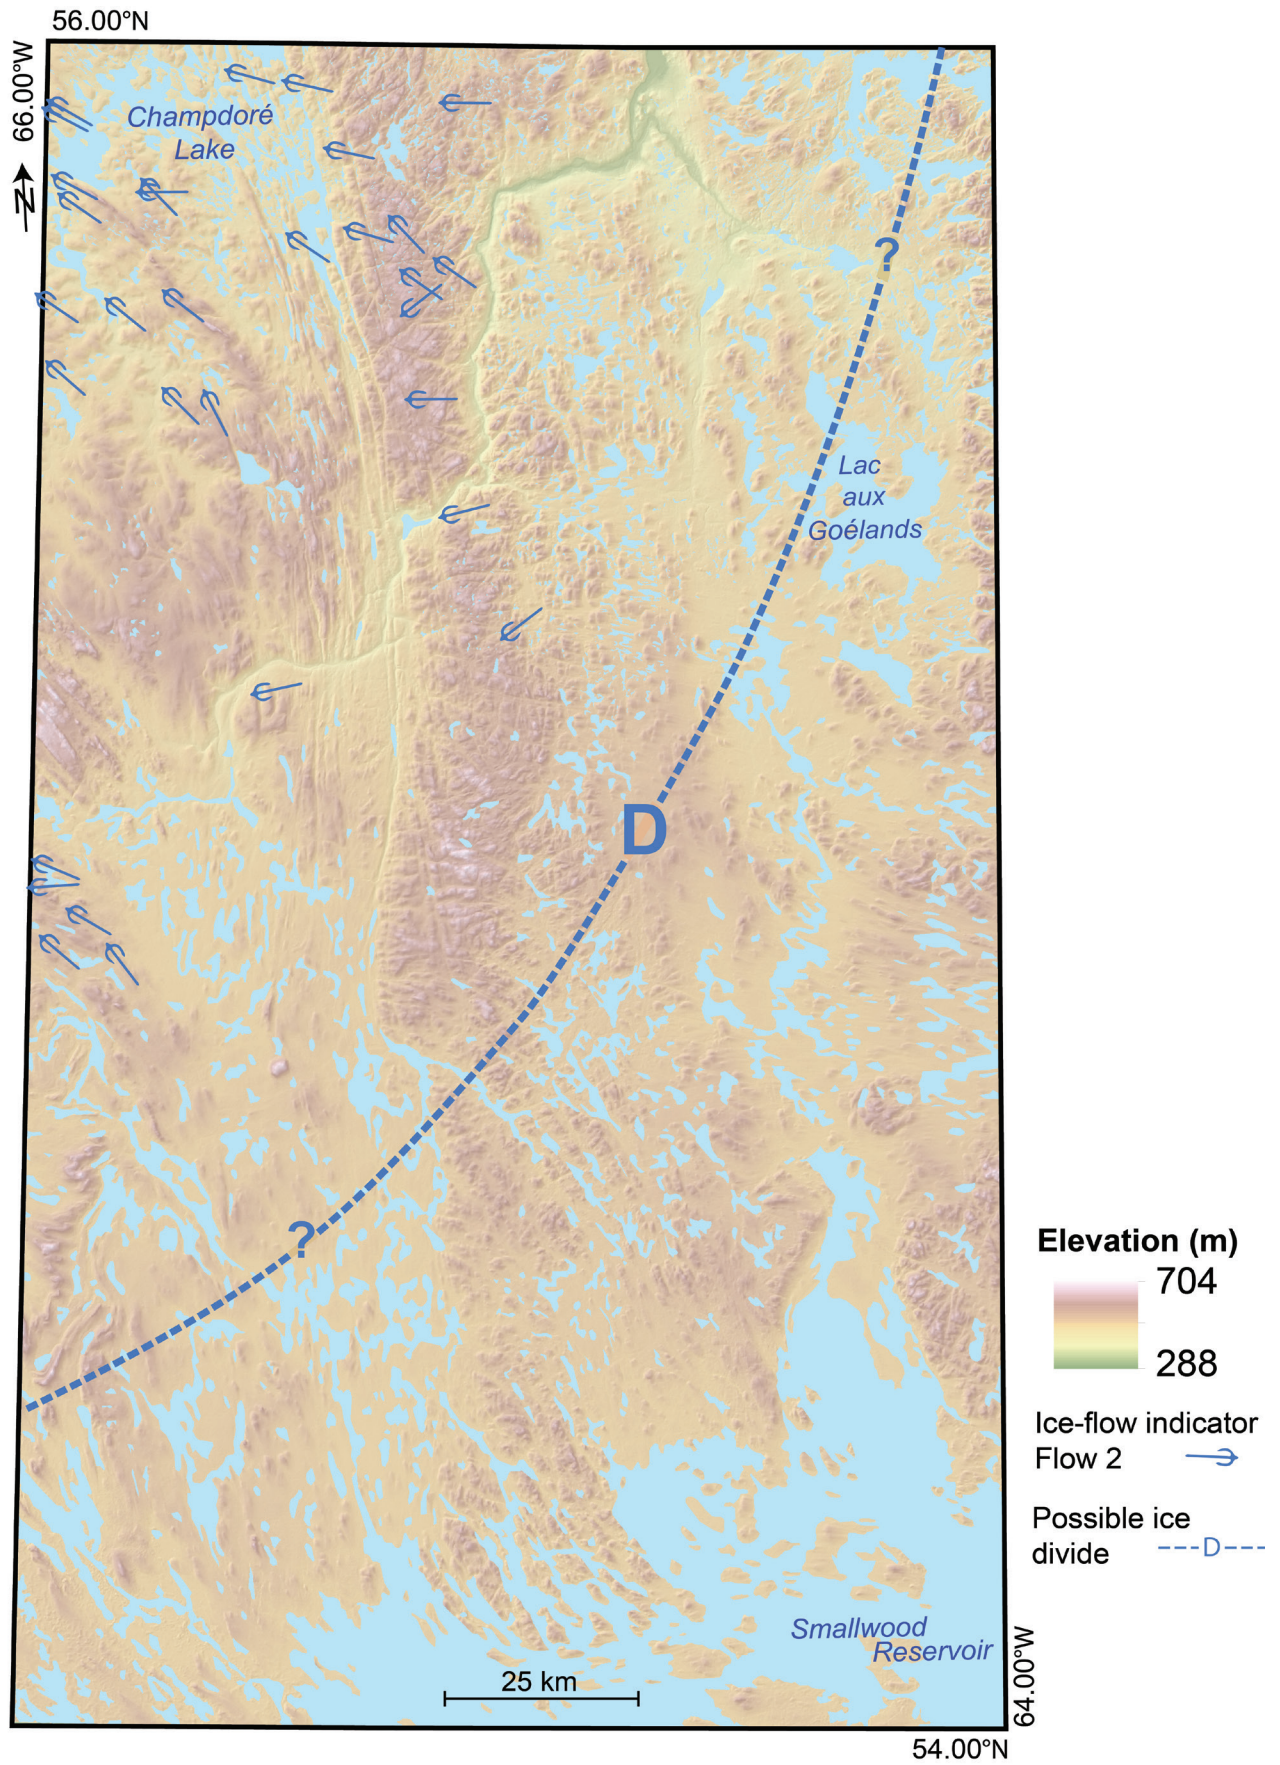 56.00°N
66.00°W
N
Champdoré
Lake
?
Lac
aux
Goélands
D
?
Elevation (m)
704
288
Ice-flow indicator
Flow 2
Possible ice
divide ---D---
Smallwood
Reservoir
25 km
64.00°W
54.00°N